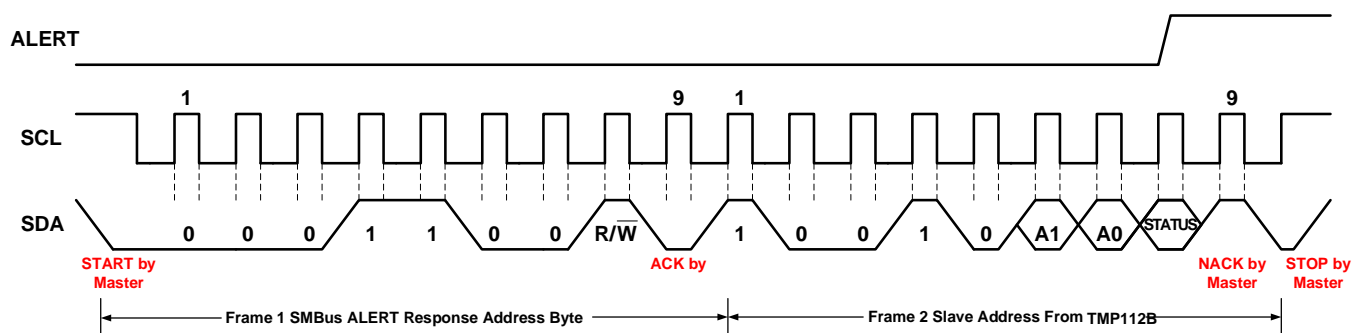 ALERT
1 9 1 9
SCL
SDA
0 0 0 1 1 0 0 R/W 1 0 0 1 0 A1 A0 STATUS
START by
Master
ACK by
NACK by
Master
STOP by
Master
Frame 1 SMBus ALERT Response Address Byte
Frame 2 Slave Address From TMP112B